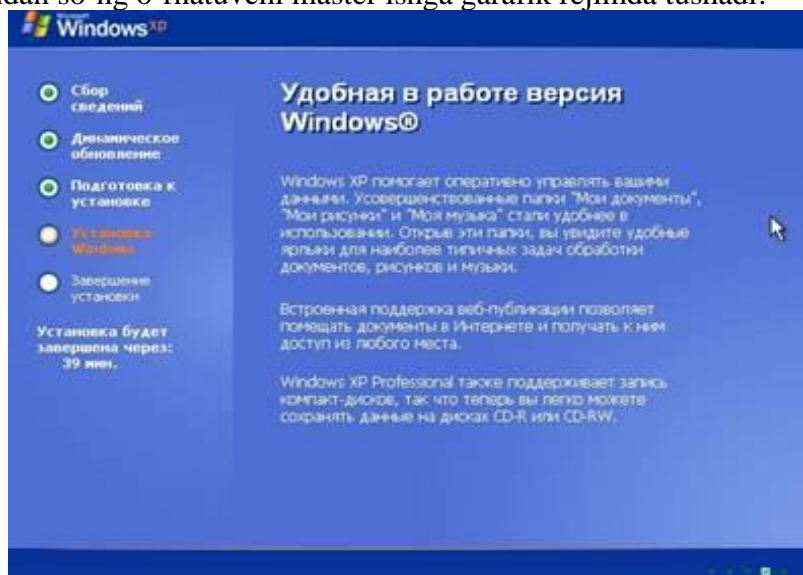 so‘ng o‘rnatuvchi master ishga garafik rejimda tushadi.
Microsoft
Windows xp
Сбор
сведений
Динамическое
обновление
Подготовка к
установке
Установка
Windows
Завершение
установки
Установка будет
завершена через:
39 мин.
Удобная в работе версия
Windows®
Windows XP помогает оперативно управлять вашими
данными. Усовершенствованные папки "Мои документы",
"Мои рисунки" и "Моя музыка" стали удобнее в
использовании. Открыв эти папки, вы увидите удобные
ярлыки для наиболее типичных задач обработки
документов, рисунков и музыки.
Встроенная поддержка веб-публикации позволяет
помещать документы в Интернете и получать к ним
доступ из любого места.
Windows XP Professional также поддерживает запись
компакт-дисков, так что теперь вы легко можете
сохранять данные на дисках CD-R или CD-RW.